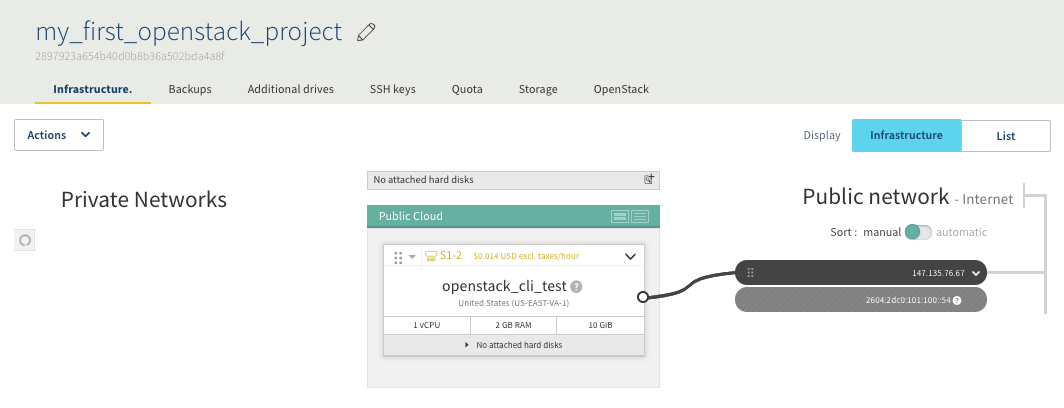 my_first_openstack_project
2897923a654b40d0b8b36a502bda4a8f
Infrastructure. Backups Additional drives SSH keys Quota Storage OpenStack
Actions
Display Infrastructure List
Private Networks
No attached hard disks
Public Cloud
S1-2 $0.014 USD excl. taxes/hour
openstack_cli_test ?
United States (US-EAST-VA-1)
1 vCPU 2 GB RAM 10 GiB
No attached hard disks
Public network - Internet
Sort : manual automatic
147.135.76.67
2604:2dc0:101:100::54 ?